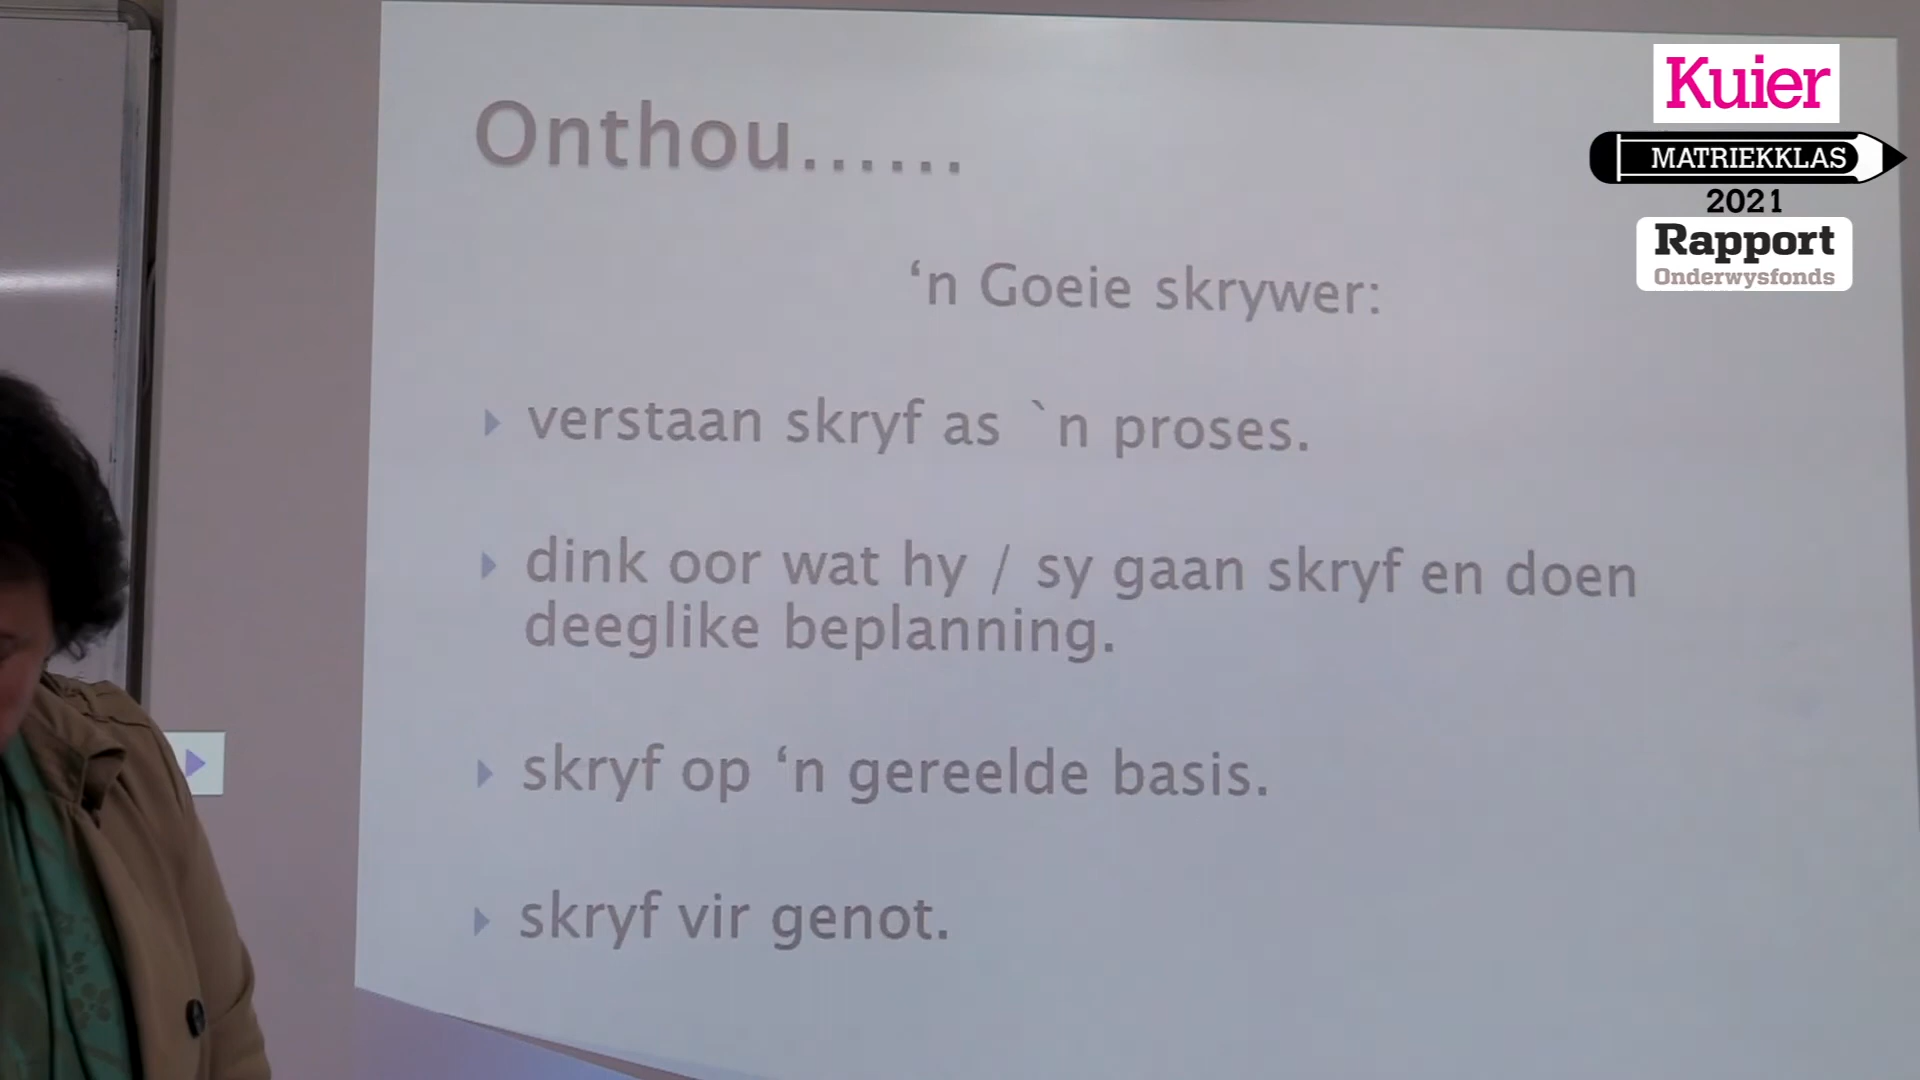 Onthou......
‘n Goeie skrywer:
verstaan skryf as `n proses.
dink oor wat hy / sy gaan skryf en doen
deeglike beplanning.
skryf op ‘n gereelde basis.
skryf vir genot.
Kuier
MATRIEKKLAS
2021
Rapport
Onderwysfonds